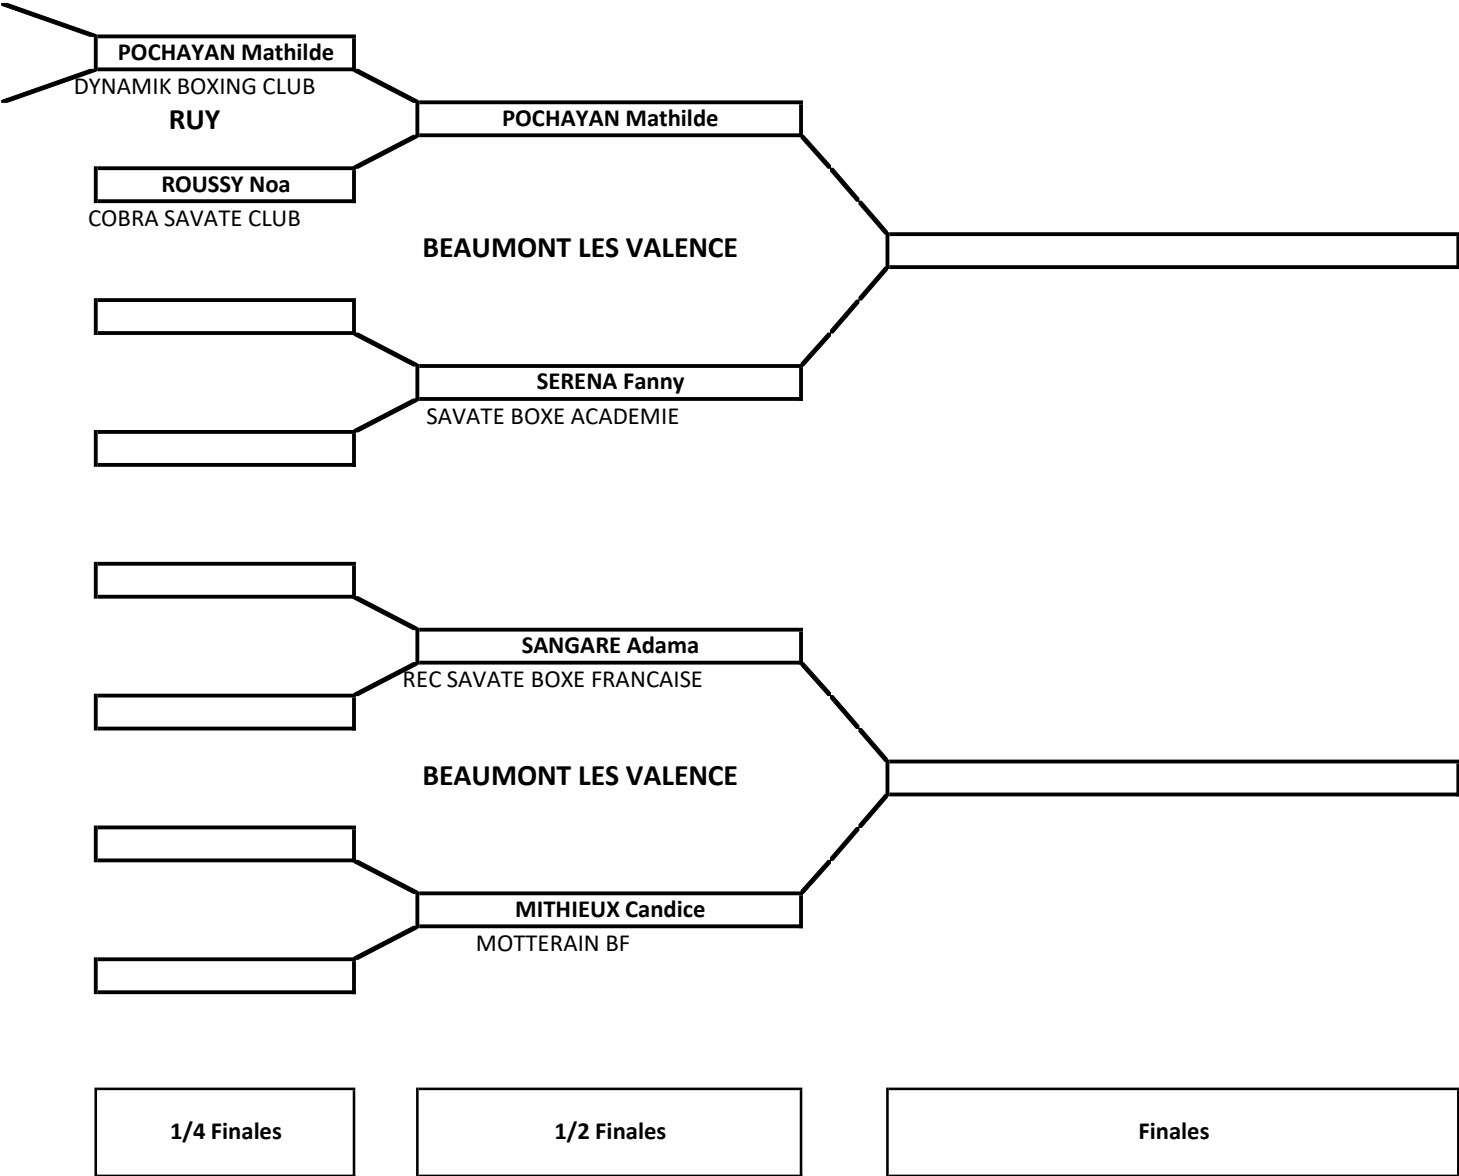 POCHAYAN Mathilde
DYNAMIK BOXING CLUB
RUY
POCHAYAN Mathilde
ROUSSY Noa
COBRA SAVATE CLUB
BEAUMONT LES VALENCE
SERENA Fanny
SAVATE BOXE ACADEMIE
SANGARE Adama
REC SAVATE BOXE FRANCAISE
BEAUMONT LES VALENCE
MITHIEUX Candice
MOTTERAIN BF
1/4 Finales
1/2 Finales
Finales